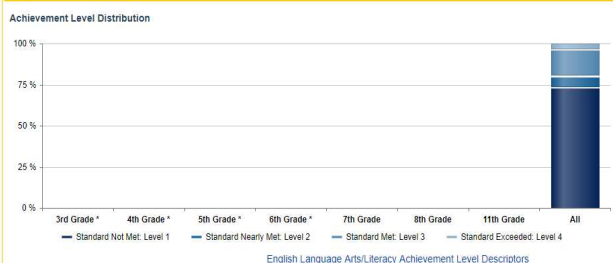 Achievement Level Distribution
100 %
75 %
50 %
25 %
0 %
3rd Grade * 4th Grade * 5th Grade * 6th Grade * 7th Grade 8th Grade 11th Grade All
Standard Not Met: Level 1 Standard Nearly Met: Level 2 Standard Met: Level 3 Standard Exceeded: Level 4
English Language Arts/Literacy Achievement Level Descriptors